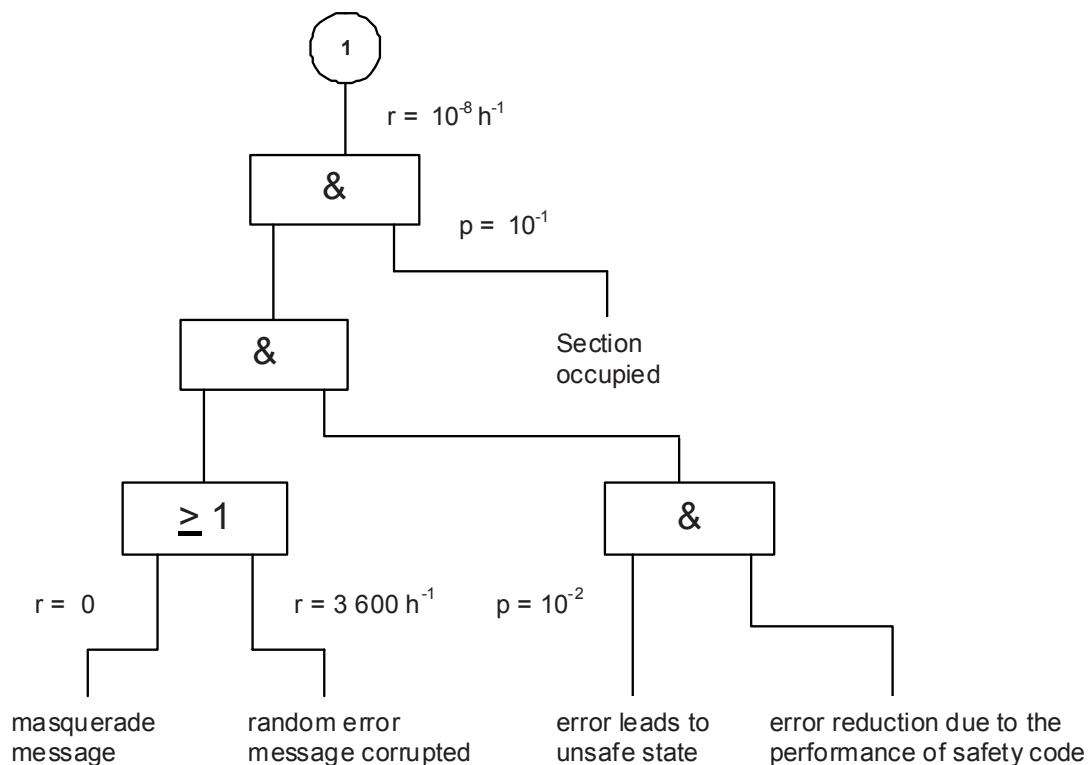 1
r = 10⁻⁸ h⁻¹
&
p = 10⁻¹
&
Section
occupied
≥ 1
&
r = 0
r = 3 600 h⁻¹
p = 10⁻²
masquerade
message
random error
message corrupted
error leads to
unsafe state
error reduction due to the
performance of safety code